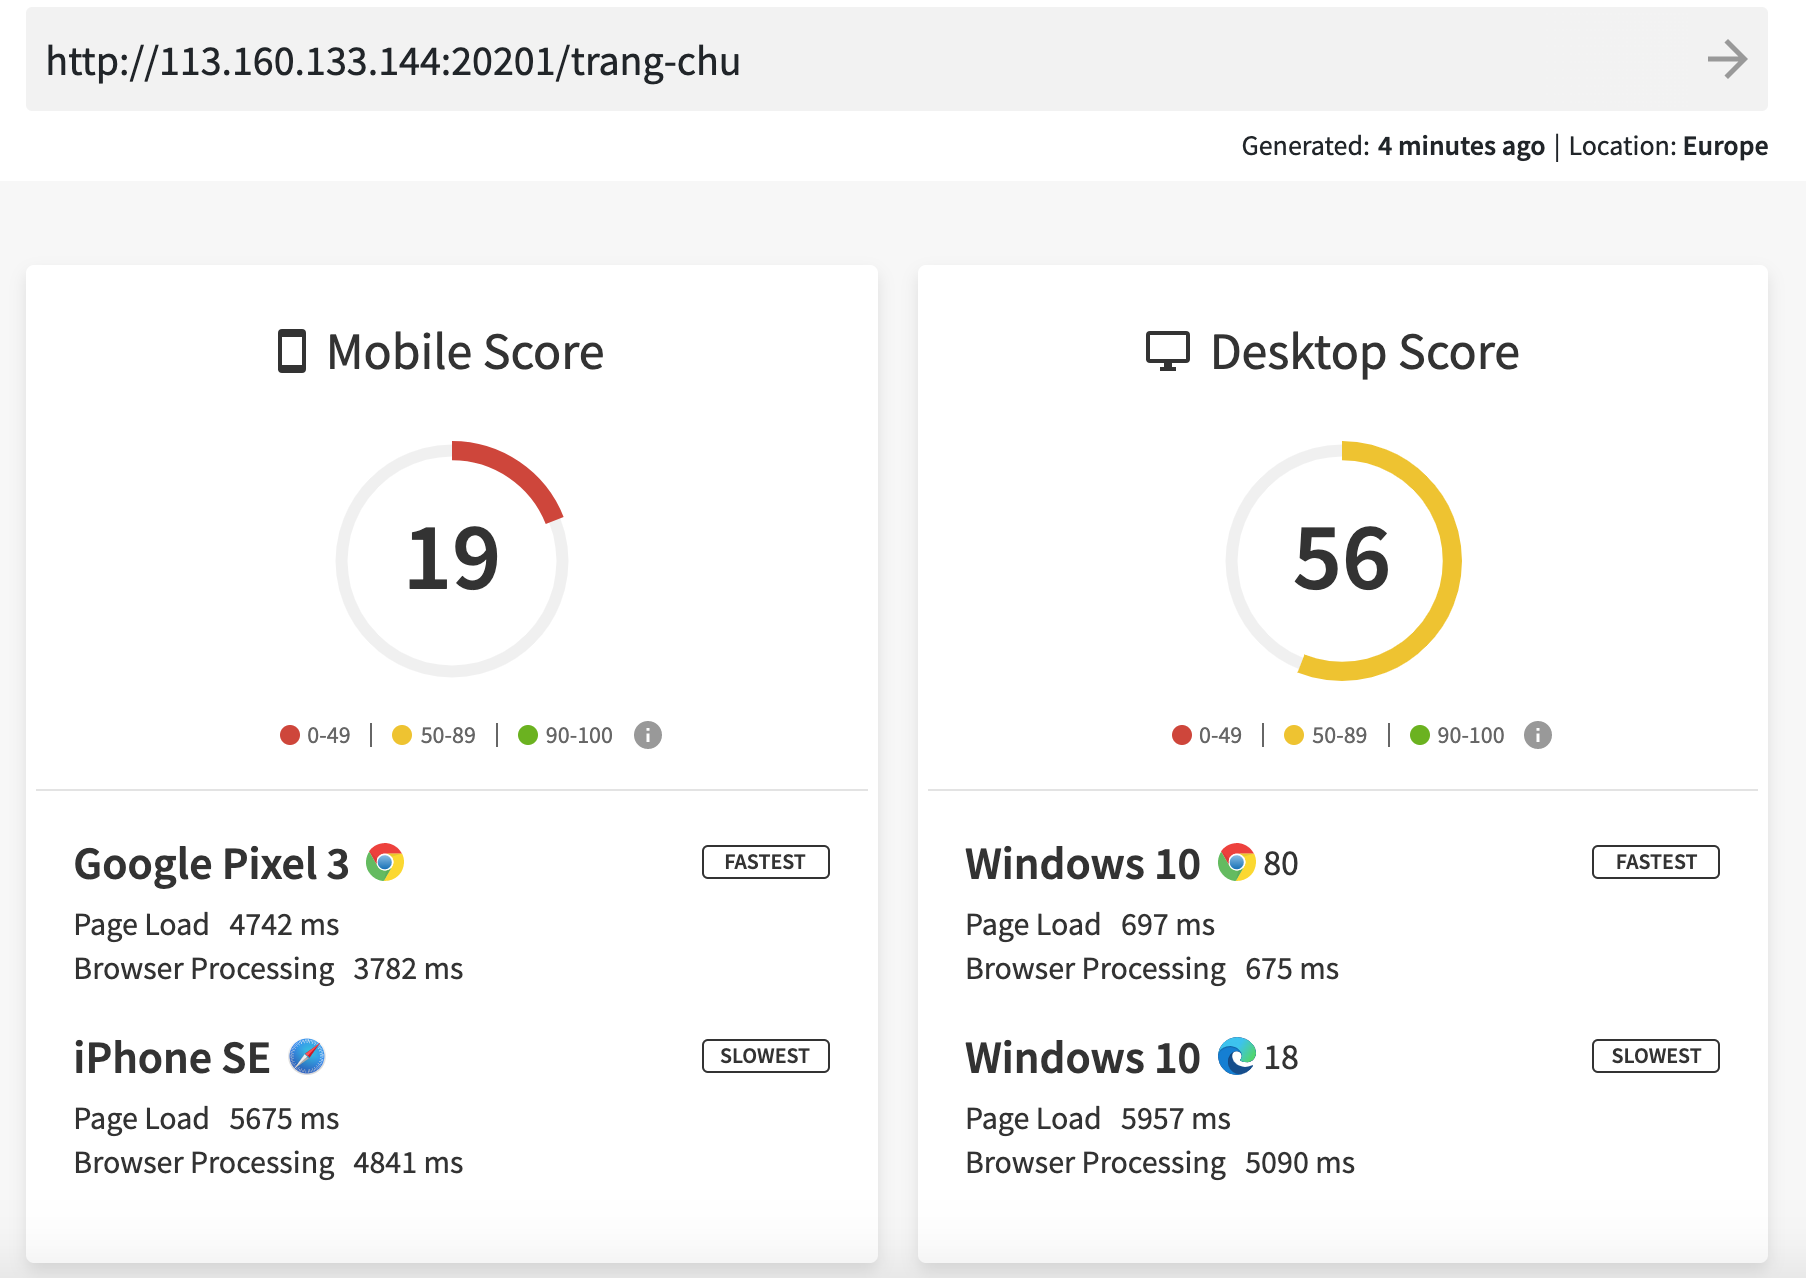 http://113.160.133.144:20201/trang-chu
Generated: 4 minutes ago | Location: Europe
Mobile Score
19
0-49 | 50-89 | 90-100 i
Google Pixel 3 FASTEST
Page Load 4742 ms
Browser Processing 3782 ms
iPhone SE SLOWEST
Page Load 5675 ms
Browser Processing 4841 ms
Desktop Score
56
0-49 | 50-89 | 90-100 i
Windows 10 80 FASTEST
Page Load 697 ms
Browser Processing 675 ms
Windows 10 18 SLOWEST
Page Load 5957 ms
Browser Processing 5090 ms